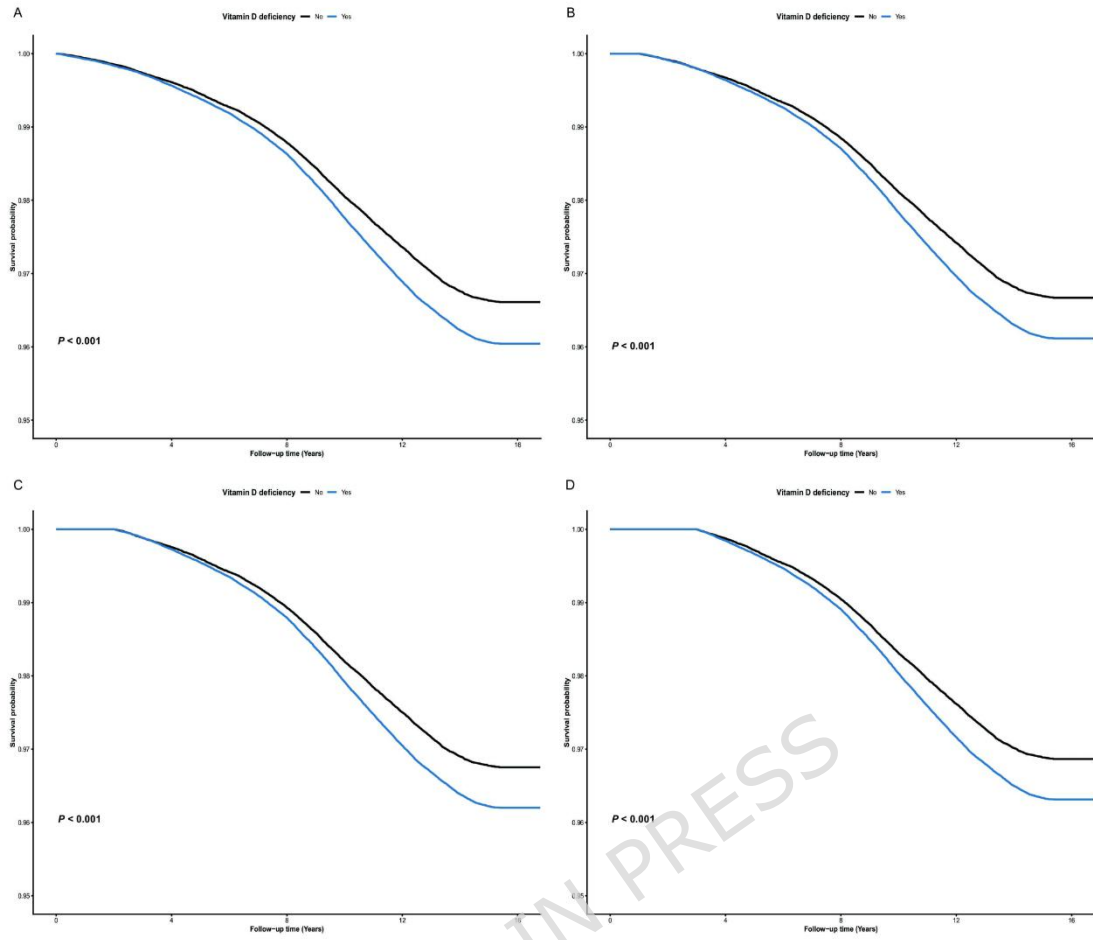 A
Vitamin D deficiency No Yes
1.00
0.99
0.98
0.97
0.96
0.95
Survival probability
P < 0.001
0 4 8 12 16
Follow-up time (Years)
B
Vitamin D deficiency No Yes
1.00
0.99
0.98
0.97
0.96
0.95
Survival probability
P < 0.001
0 4 8 12 16
Follow-up time (Years)
C
Vitamin D deficiency No Yes
1.00
0.99
0.98
0.97
0.96
0.95
Survival probability
P < 0.001
0 4 8 12 16
Follow-up time (Years)
D
Vitamin D deficiency No Yes
1.00
0.99
0.98
0.97
0.96
0.95
Survival probability
P < 0.001
0 4 8 12 16
Follow-up time (Years)
IN PRESS